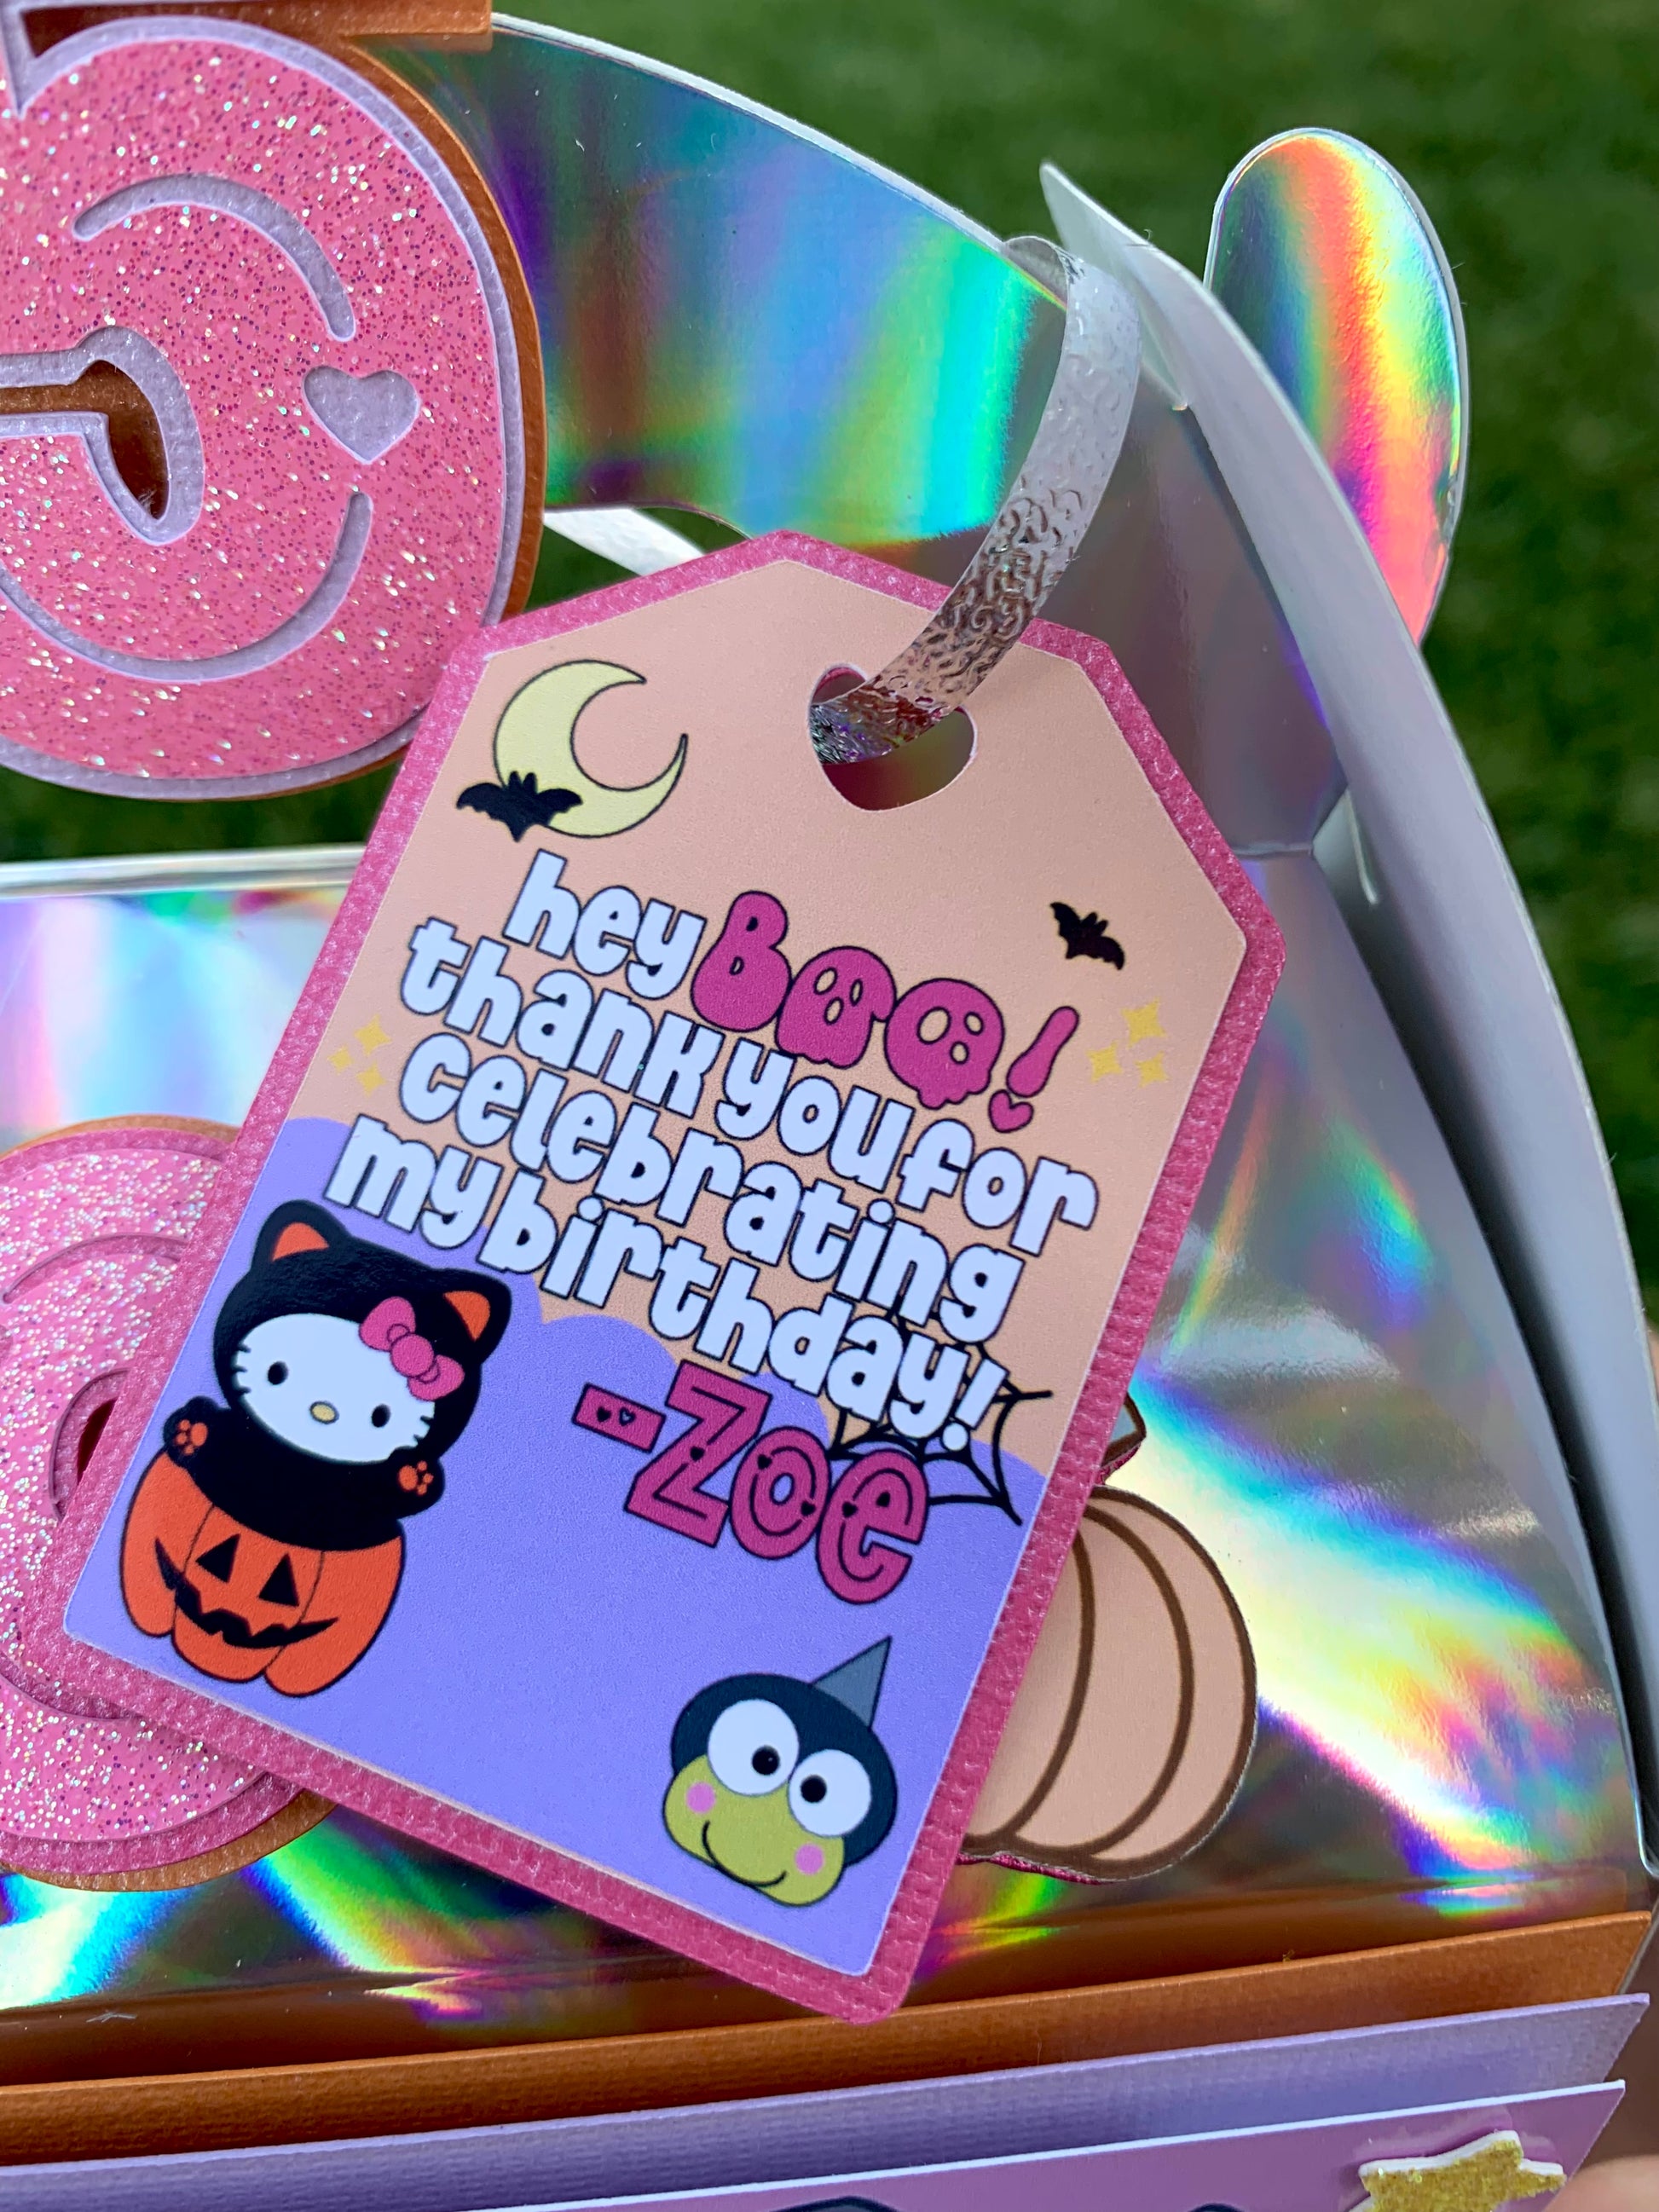 hey BOO!
thank you for
celebrating
my birthday!
-Zoe